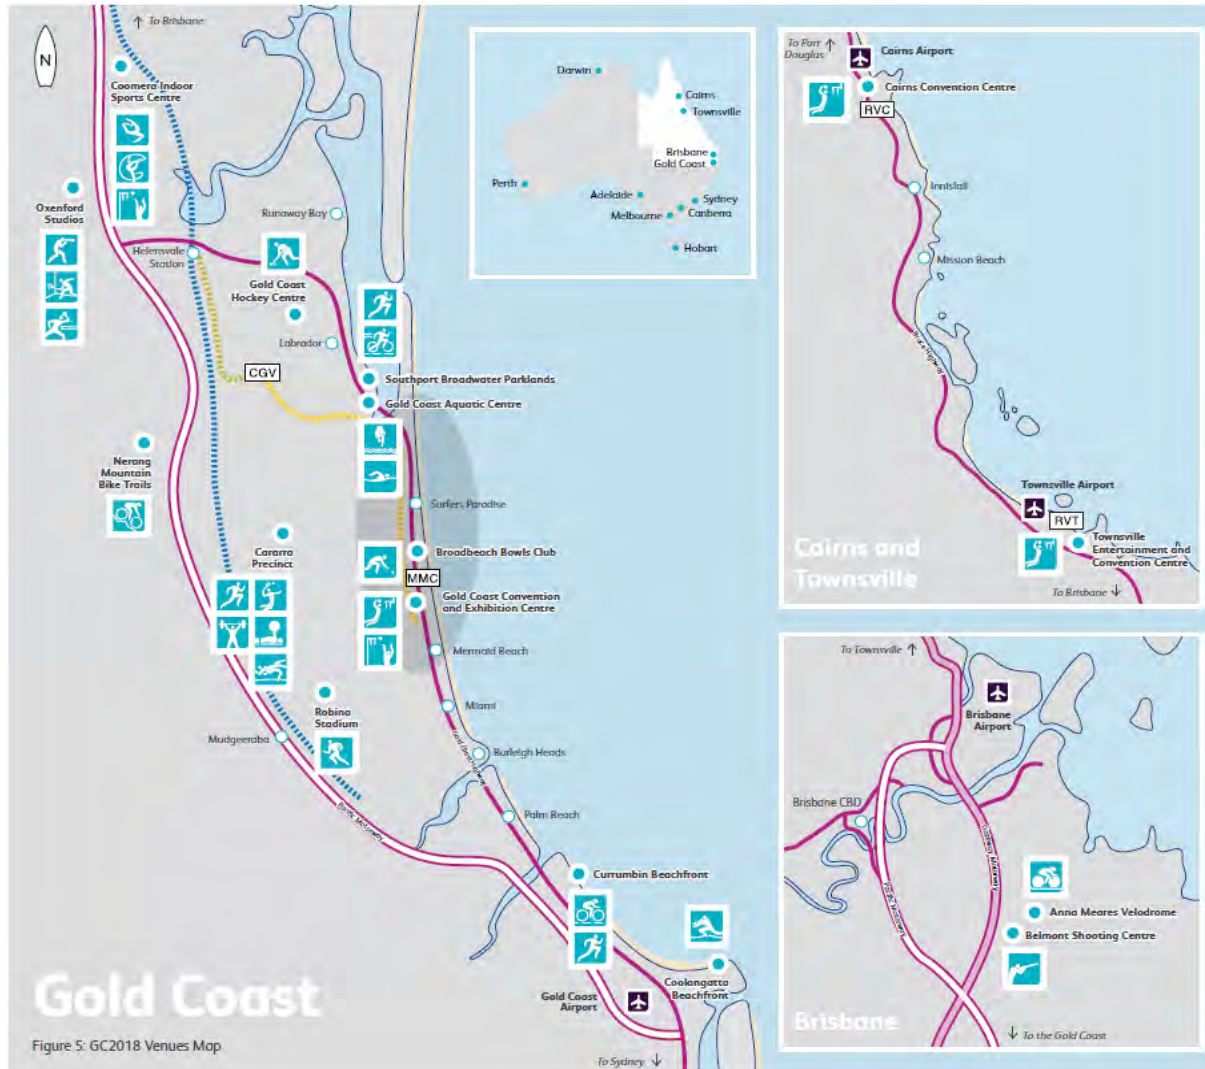 To Brisbane
N
Coomera Indoor
Sports Centre
Oxenford
Studios
Runaway Bay
Helensvale
Station
Gold Coast
Hockey Centre
Labrador
CGV
Southport Broadwater Parklands
Gold Coast Aquatic Centre
Nerang
Mountain
Bike Trails
Surfers Paradise
Carrara
Precinct
Broadbeach Bowls Club
MMC
Gold Coast Convention
and Exhibition Centre
Mermaid Beach
Robina
Stadium
Miami
Mudgeeraba
Gold Coast Highway
Burleigh Heads
Pacific Motorway
Palm Beach
Currumbin Beachfront
Coolangatta
Beachfront
Gold Coast
Airport
Gold Coast
Figure 5: GC2018 Venues Map
To Sydney
Darwin
Cairns
Townsville
Brisbane
Gold Coast
Perth
Adelaide
Sydney
Canberra
Melbourne
Hobart
To Port
Douglas
Cairns Airport
Cairns Convention Centre
RVC
Innisfail
Mission Beach
Bruce Highway
Townsville Airport
RVT
Townsville
Entertainment and
Convention Centre
Cairns and
Townsville
To Brisbane
To Townsville
Brisbane
Airport
Brisbane CBD
Gateway Motorway
Pacific Motorway
Anna Meares Velodrome
Belmont Shooting Centre
Brisbane
To the Gold Coast